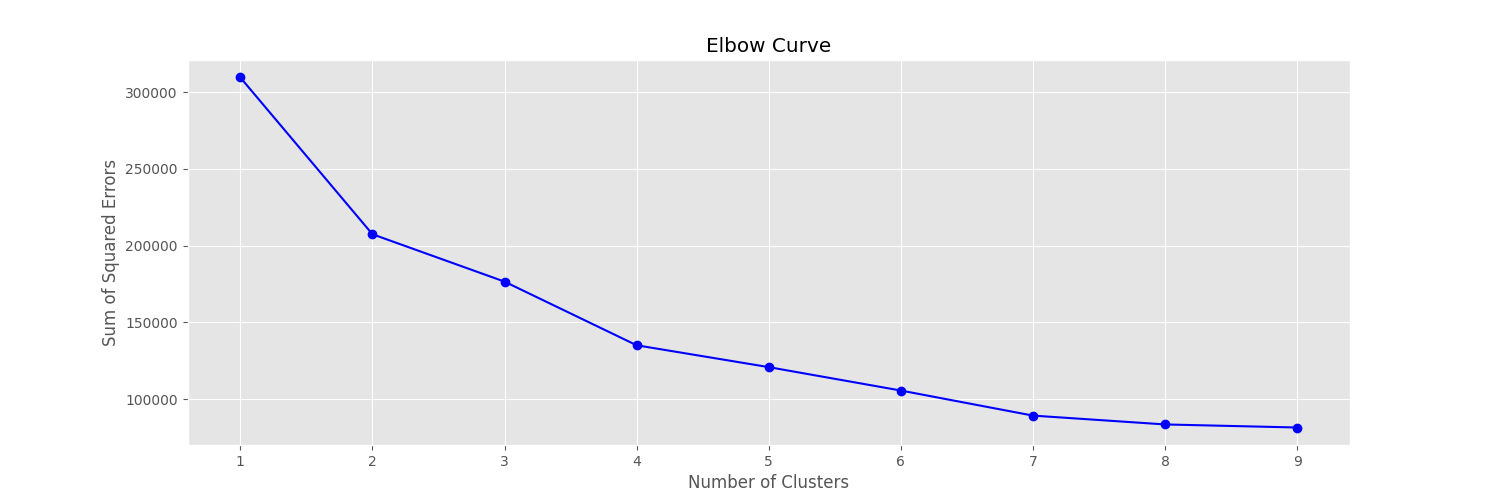 Elbow Curve
Sum of Squared Errors
300000
250000
200000
150000
100000
1 2 3 4 5 6 7 8 9
Number of Clusters